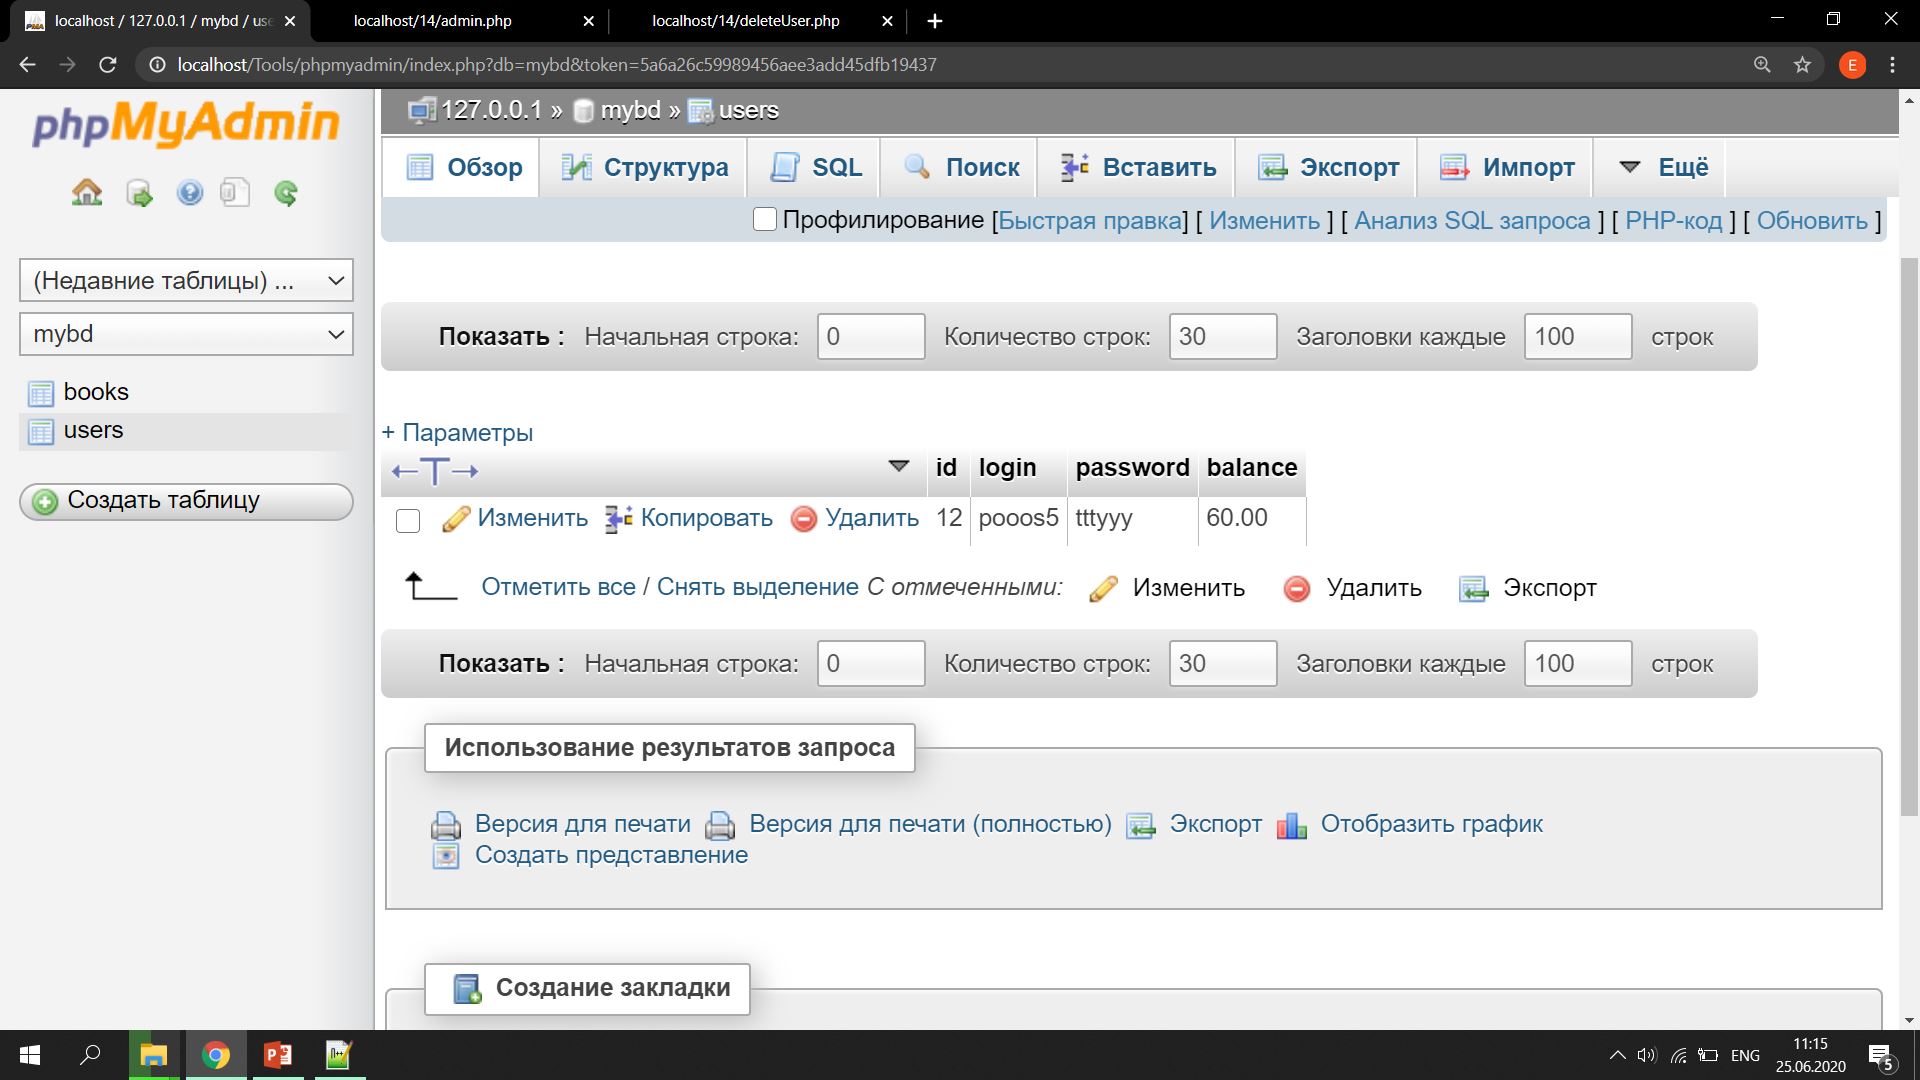 localhost / 127.0.0.1 / mybd / use
localhost/14/admin.php
localhost/14/deleteUser.php
localhost/Tools/phpmyadmin/index.php?db=mybd&token=5a6a26c59989456aee3add45dfb19437
E
phpMyAdmin
(Недавние таблицы) ...
mybd
books
users
Создать таблицу
127.0.0.1 » mybd » users
Обзор Структура SQL Поиск Вставить Экспорт Импорт Ещё
Профилирование [Быстрая правка] [ Изменить ] [ Анализ SQL запроса ] [ PHP-код ] [ Обновить ]
Показать : Начальная строка: 0 Количество строк: 30 Заголовки каждые 100 строк
+ Параметры
←T→ id login password balance
Изменить Копировать Удалить 12 pooos5 tttyyy 60.00
Отметить все / Снять выделение С отмеченными: Изменить Удалить Экспорт
Показать : Начальная строка: 0 Количество строк: 30 Заголовки каждые 100 строк
Использование результатов запроса
Версия для печати Версия для печати (полностью) Экспорт Отобразить график
Создать представление
Создание закладки
ENG
11:15
25.06.2020
5